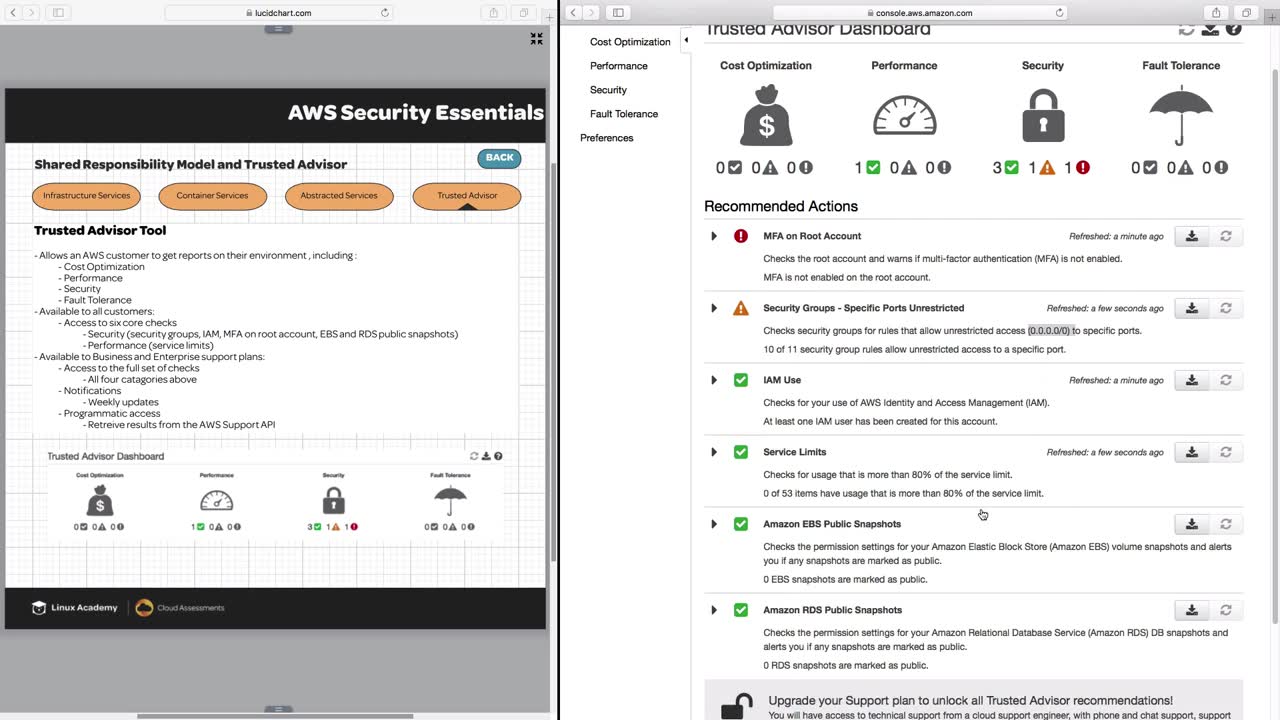 lucidchart.com
AWS Security Essentials
Shared Responsibility Model and Trusted Advisor
BACK
Infrastructure Services
Container Services
Abstracted Services
Trusted Advisor
Trusted Advisor Tool
- Allows an AWS customer to get reports on their environment , including :
- Cost Optimization
- Performance
- Security
- Fault Tolerance
- Available to all customers:
- Access to six core checks
- Security (security groups, IAM, MFA on root account, EBS and RDS public snapshots)
- Performance (service limits)
- Available to Business and Enterprise support plans:
- Access to the full set of checks
- All four catagories above
- Notifications
- Weekly updates
- Programmatic access
- Retreive results from the AWS Support API
Trusted Advisor Dashboard
Cost Optimization
Performance
Security
Fault Tolerance
$
0 0 0
1 0 0
3 1 1
0 0 0
Linux Academy
Cloud Assessments
console.aws.amazon.com
Cost Optimization
Performance
Security
Fault Tolerance
Preferences
Trusted Advisor Dashboard
Cost Optimization
Performance
Security
Fault Tolerance
$
0 0 0
1 0 0
3 1 1
0 0 0
Recommended Actions
MFA on Root Account
Refreshed: a minute ago
Checks the root account and warns if multi-factor authentication (MFA) is not enabled.
MFA is not enabled on the root account.
Security Groups - Specific Ports Unrestricted
Refreshed: a few seconds ago
Checks security groups for rules that allow unrestricted access (0.0.0.0/0) to specific ports.
10 of 11 security group rules allow unrestricted access to a specific port.
IAM Use
Refreshed: a minute ago
Checks for your use of AWS Identity and Access Management (IAM).
At least one IAM user has been created for this account.
Service Limits
Refreshed: a few seconds ago
Checks for usage that is more than 80% of the service limit.
0 of 53 items have usage that is more than 80% of the service limit.
Amazon EBS Public Snapshots
Checks the permission settings for your Amazon Elastic Block Store (Amazon EBS) volume snapshots and alerts
you if any snapshots are marked as public.
0 EBS snapshots are marked as public.
Amazon RDS Public Snapshots
Checks the permission settings for your Amazon Relational Database Service (Amazon RDS) DB snapshots and
alerts you if any snapshots are marked as public.
0 RDS snapshots are marked as public.
Upgrade your Support plan to unlock all Trusted Advisor recommendations!
You will have access to technical support from a cloud support engineer, with phone and chat support, support